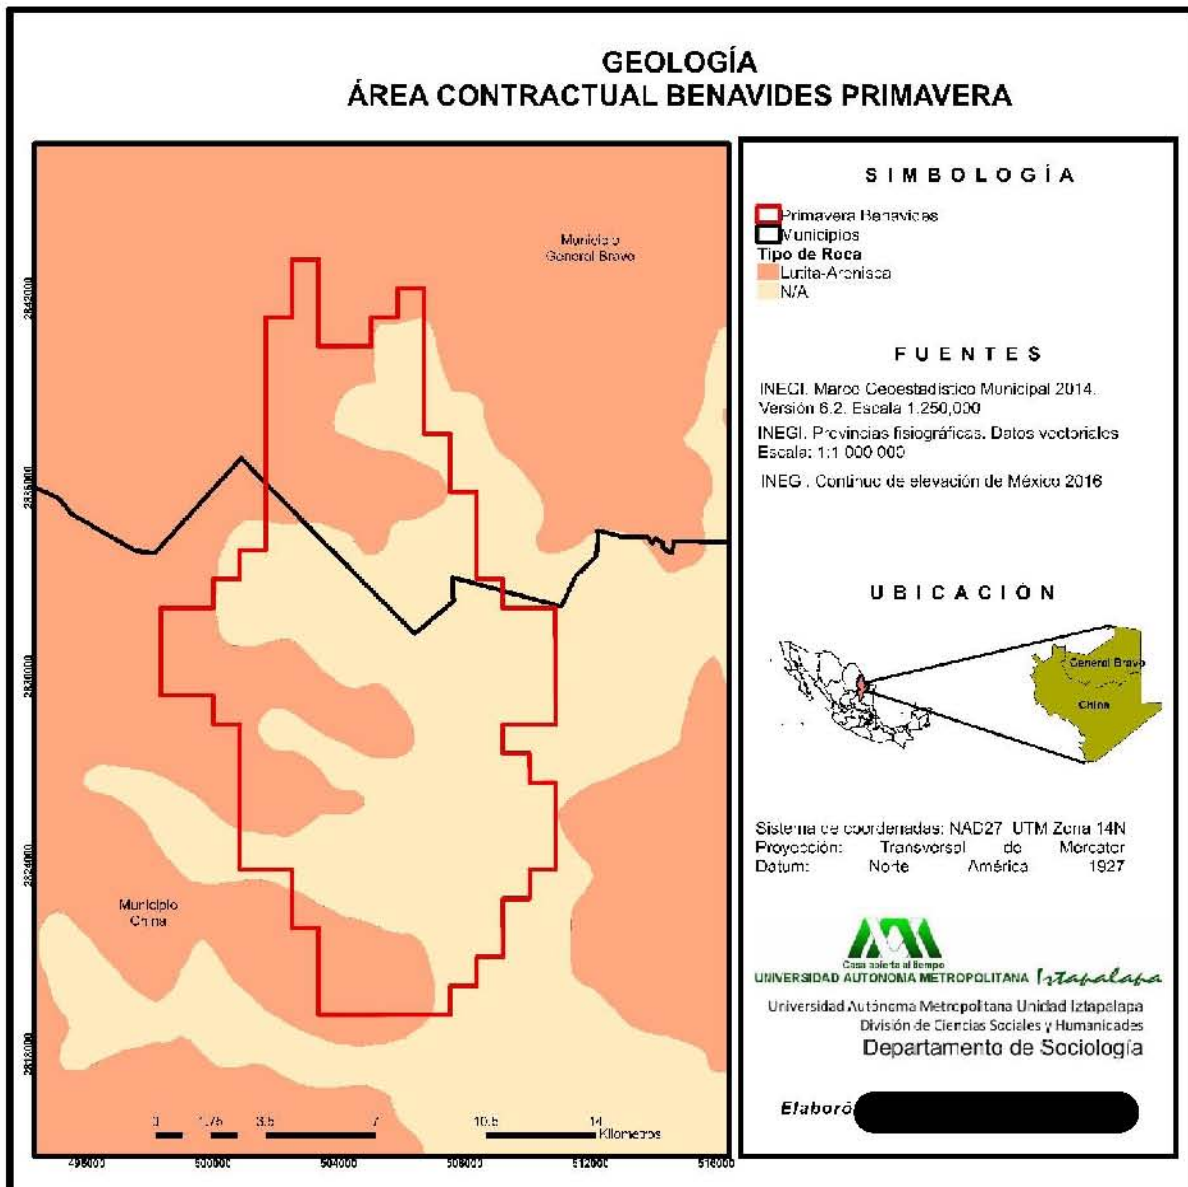 GEOLOGÍA
ÁREA CONTRACTUAL BENAVIDES PRIMAVERA
Municipio
General Bravo
Municipio
China
2842000
2836000
2830000
2824000
2818000
496000
500000
504000
508000
512000
516000
0
1.75
3.5
7
10.5
14
Kilometros
SIMBOLOGÍA
Primavera Benavides
Municipios
Tipo de Roca
Lutita-Arenisca
N/A
FUENTES
INEGI. Marco Geoestadístico Municipal 2014.
Versión 6.2. Escala 1:250,000
INEGI. Provincias fisiográficas. Datos vectoriales
Escala: 1:1 000 000
INEGI. Continuo de elevación de México 2016
UBICACIÓN
General Bravo
China
Sistema de coordenadas: NAD27 UTM Zona 14N
Proyección: Transversal de Mercator
Datum: Norte América 1927
Casa abierta al tiempo
UNIVERSIDAD AUTONOMA METROPOLITANA Iztapalapa
Universidad Autónoma Metropolitana Unidad Iztapalapa
División de Ciencias Sociales y Humanidades
Departamento de Sociología
Elaboró